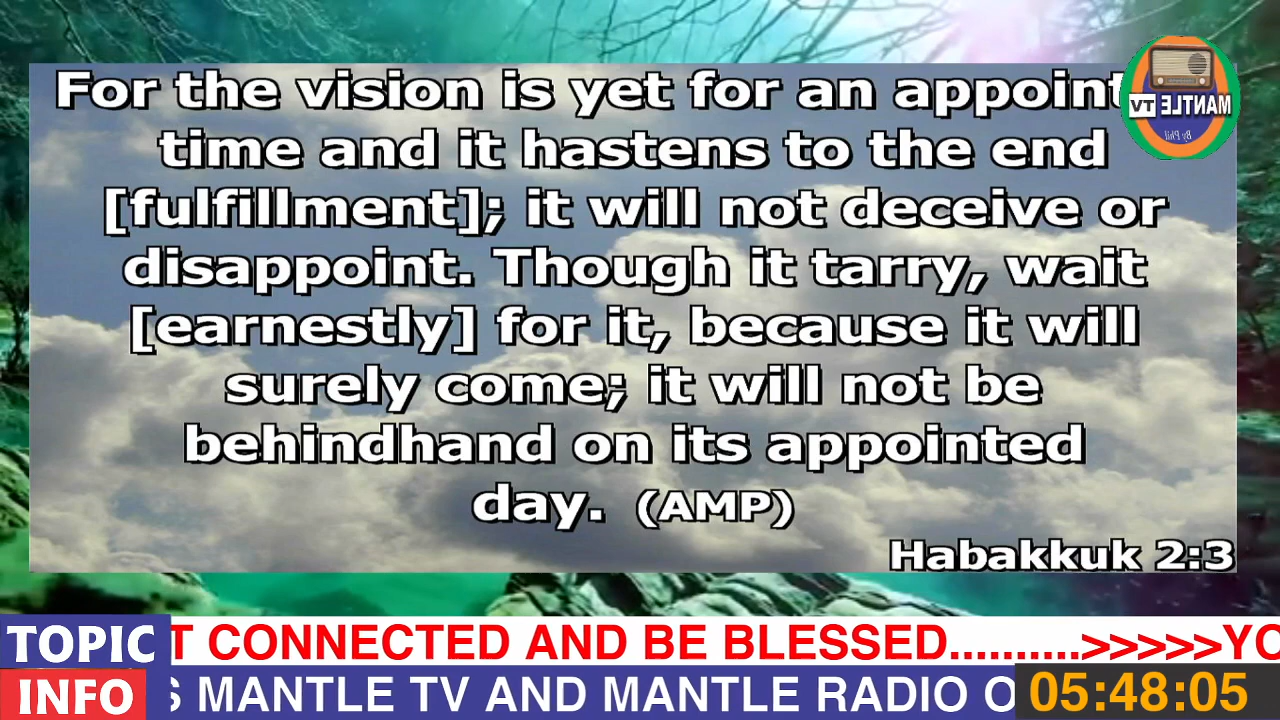 For the vision is yet for an appoint
time and it hastens to the end
[fulfillment]; it will not deceive or
disappoint. Though it tarry, wait
[earnestly] for it, because it will
surely come; it will not be
behindhand on its appointed
day. (AMP)
Habakkuk 2:3
MANTLE TV
By Phil
TOPIC
T CONNECTED AND BE BLESSED..........>>>>>YO
INFO
S MANTLE TV AND MANTLE RADIO O
05:48:05